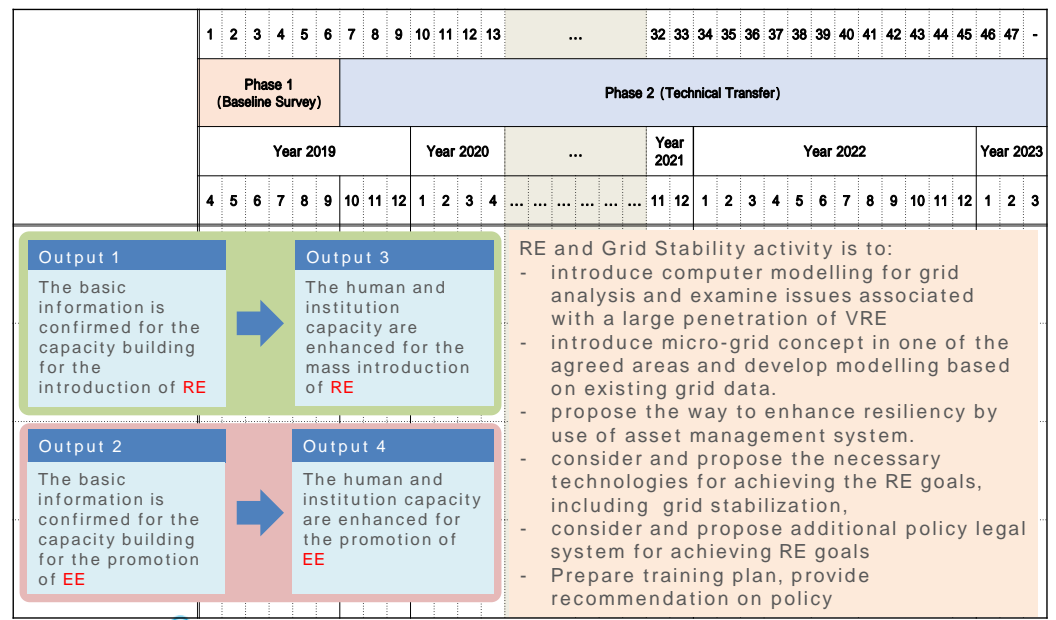 1 2 3 4 5 6 7 8 9 10 11 12 13 ... 32 33 34 35 36 37 38 39 40 41 42 43 44 45 46 47 -
Phase 1
(Baseline Survey)
Phase 2 (Technical Transfer)
Year 2019 Year 2020 ... Year
2021
Year 2022 Year 2023
4 5 6 7 8 9 10 11 12 1 2 3 4 ... ... ... ... ... ... 11 12 1 2 3 4 5 6 7 8 9 10 11 12 1 2 3
Output 1
The basic
information is
confirmed for the
capacity building
for the
introduction of RE
Output 3
The human and
institution
capacity are
enhanced for the
mass introduction
of RE
Output 2
The basic
information is
confirmed for the
capacity building
for the promotion
of EE
Output 4
The human and
institution capacity
are enhanced for
the promotion of
EE
RE and Grid Stability activity is to:
- introduce computer modelling for grid
analysis and examine issues associated
with a large penetration of VRE
- introduce micro-grid concept in one of the
agreed areas and develop modelling based
on existing grid data.
- propose the way to enhance resiliency by
use of asset management system.
- consider and propose the necessary
technologies for achieving the RE goals,
including grid stabilization,
- consider and propose additional policy legal
system for achieving RE goals
- Prepare training plan, provide
recommendation on policy